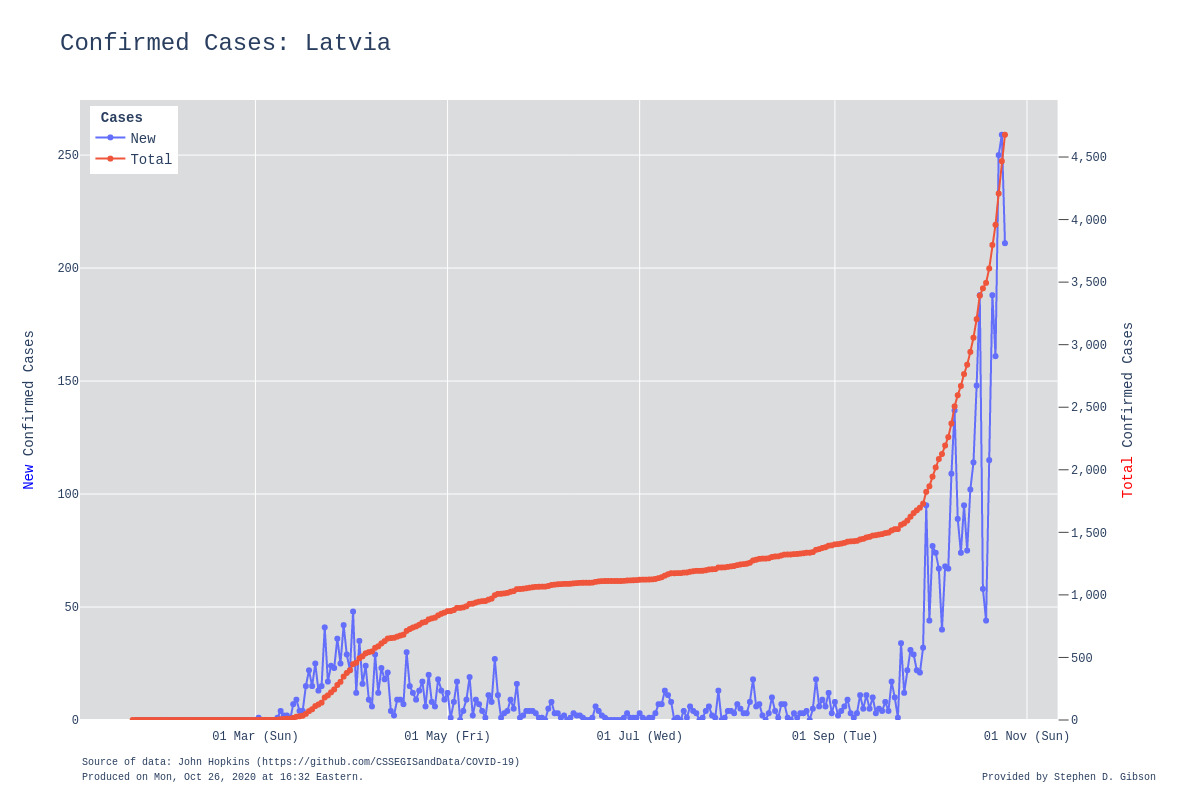 Confirmed Cases: Latvia
Cases
New
Total
250
200
150
100
50
0
4,500
4,000
3,500
3,000
2,500
2,000
1,500
1,000
500
0
New Confirmed Cases
Total Confirmed Cases
01 Mar (Sun)
01 May (Fri)
01 Jul (Wed)
01 Sep (Tue)
01 Nov (Sun)
Source of data: John Hopkins (https://github.com/CSSEGISandData/COVID-19)
Produced on Mon, Oct 26, 2020 at 16:32 Eastern.
Provided by Stephen D. Gibson